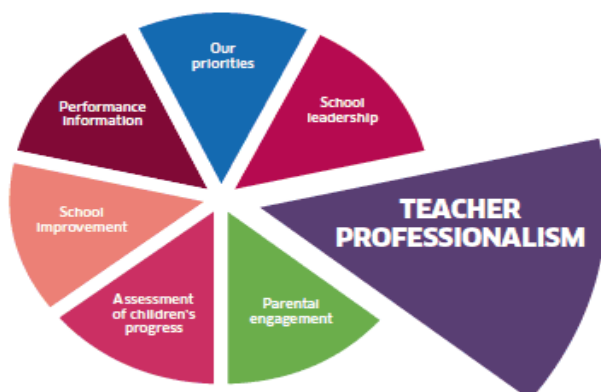 Our
priorities
School
leadership
TEACHER
PROFESSIONALISM
Parental
engagement
Assessment
of children's
progress
School
improvement
Performance
information